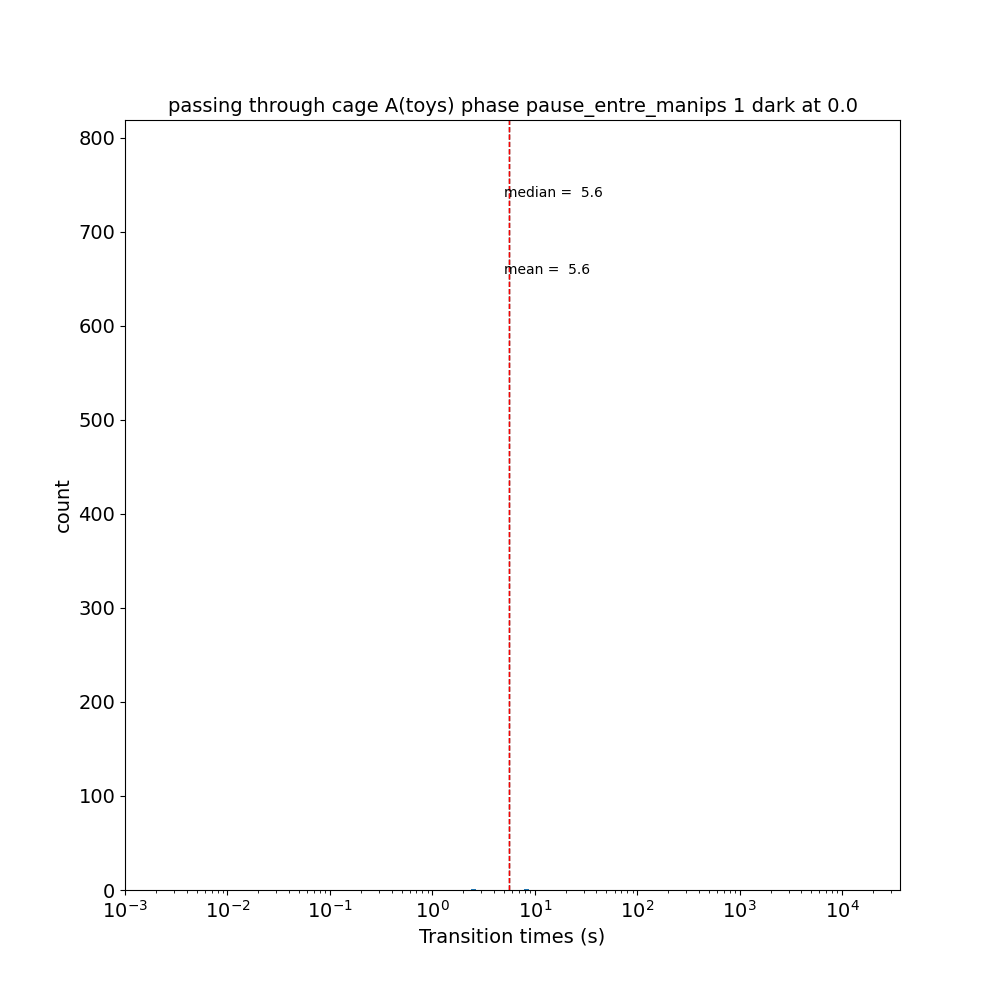 passing through cage A(toys) phase pause_entre_manips 1 dark at 0.0
800
median =  5.6
700
mean =  5.6
600
500
400
count
300
200
100
0
10⁻³ 10⁻² 10⁻¹ 10⁰ 10¹ 10² 10³ 10⁴
Transition times (s)